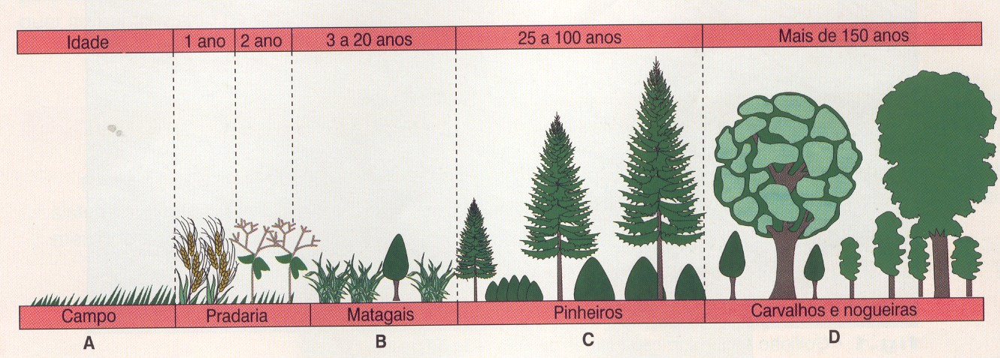 Idade 1 ano 2 ano 3 a 20 anos 25 a 100 anos Mais de 150 anos
Campo Pradaria Matagais Pinheiros Carvalhos e nogueiras
A B C D